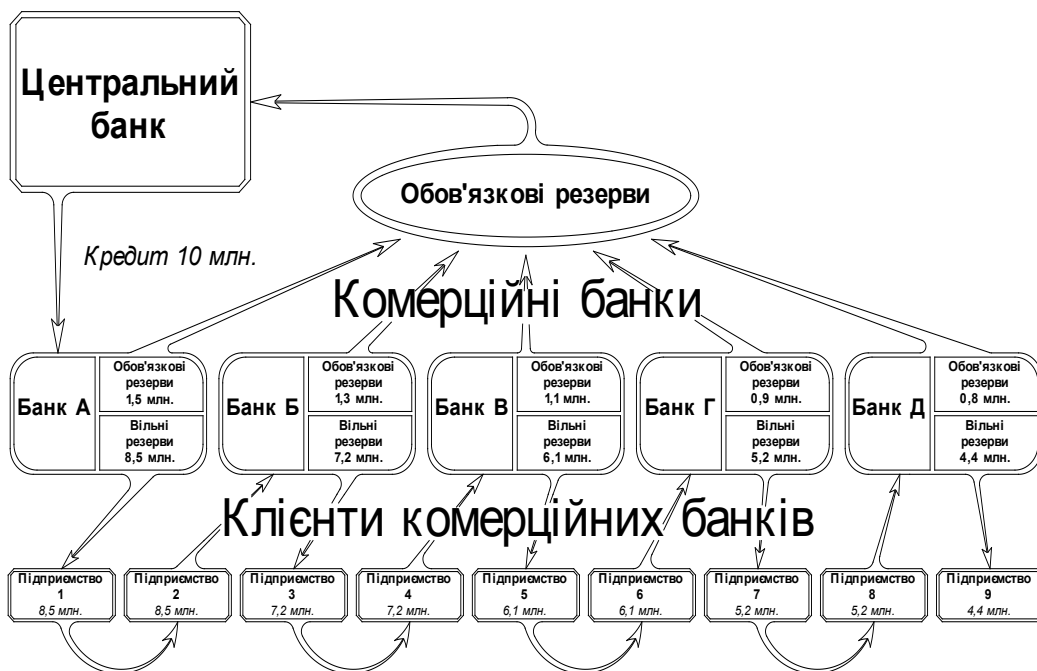 Центральний
банк
Обов'язкові резерви
Кредит 10 млн.
Комерційні банки
Банк А
Обов'язкові
резерви
1,5 млн.
Вільні
резерви
8,5 млн.
Банк Б
Обов'язкові
резерви
1,3 млн.
Вільні
резерви
7,2 млн.
Банк В
Обов'язкові
резерви
1,1 млн.
Вільні
резерви
6,1 млн.
Банк Г
Обов'язкові
резерви
0,9 млн.
Вільні
резерви
5,2 млн.
Банк Д
Обов'язкові
резерви
0,8 млн.
Вільні
резерви
4,4 млн.
Клієнти комерційних банків
Підприємство
1
8,5 млн.
Підприємство
2
8,5 млн.
Підприємство
3
7,2 млн.
Підприємство
4
7,2 млн.
Підприємство
5
6,1 млн.
Підприємство
6
6,1 млн.
Підприємство
7
5,2 млн.
Підприємство
8
5,2 млн.
Підприємство
9
4,4 млн.